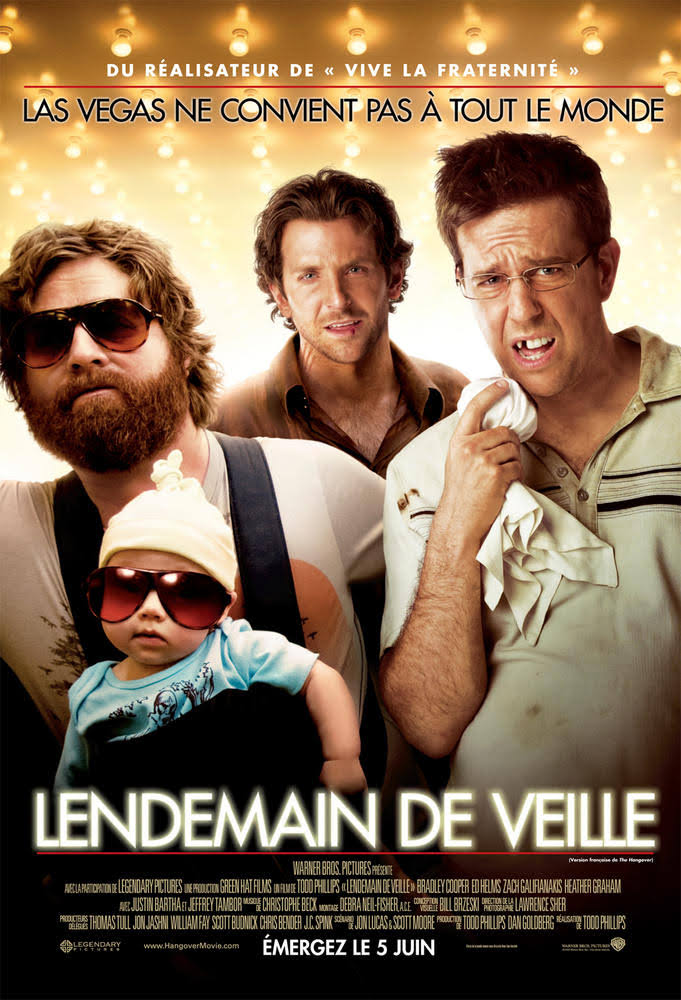 DU RÉALISATEUR DE « VIVE LA FRATERNITÉ »
LAS VEGAS NE CONVIENT PAS À TOUT LE MONDE
LENDEMAIN DE VEILLE
(Version française de The Hangover)
WARNER BROS. PICTURES PRÉSENTE
AVEC LA PARTICIPATION DE LEGENDARY PICTURES UNE PRODUCTION GREEN HAT FILMS UN FILM DE TODD PHILLIPS «LENDEMAIN DE VEILLE» BRADLEY COOPER ED HELMS ZACH GALIFIANAKIS HEATHER GRAHAM
AVEC JUSTIN BARTHA ET JEFFREY TAMBOR MUSIQUE DE CHRISTOPHE BECK MONTAGE DEBRA NEIL-FISHER, A.C.E. CONCEPTION VISUELLE BILL BRZESKI DIRECTION DE LA PHOTOGRAPHIE LAWRENCE SHER
PRODUCTEURS DÉLÉGUÉS THOMAS TULL JON JASHNI WILLIAM FAY SCOTT BUDNICK CHRIS BENDER J.C. SPINK SCÉNARIO JON LUCAS & SCOTT MOORE PRODUCTION DE TODD PHILLIPS DAN GOLDBERG RÉALISATION DE TODD PHILLIPS
LEGENDARY PICTURES
www.HangoverMovie.com
ÉMERGEZ LE 5 JUIN
WARNER BROS. PICTURES